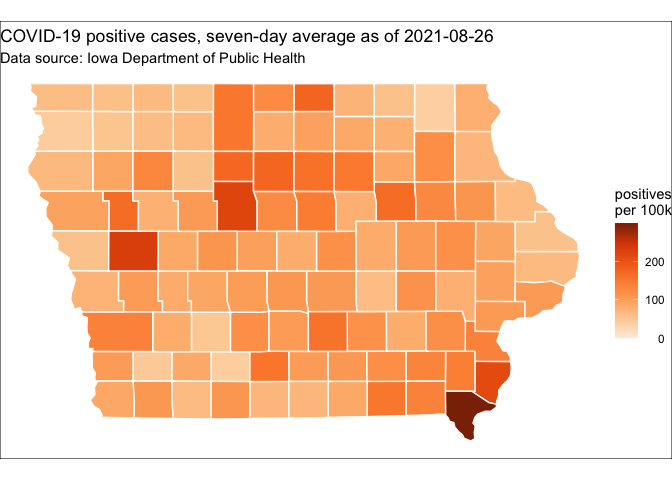 COVID-19 positive cases, seven-day average as of 2021-08-26
Data source: Iowa Department of Public Health
positives
per 100k
200
100
0